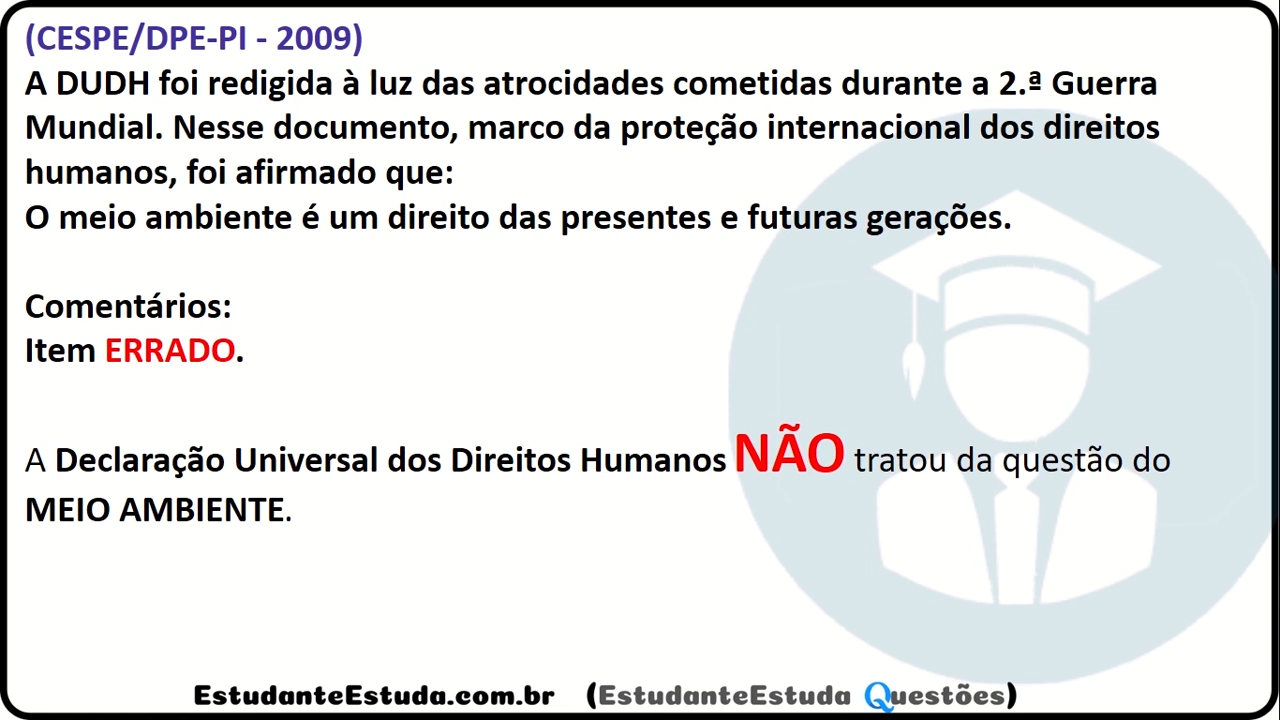 (CESPE/DPE-PI - 2009)
A DUDH foi redigida à luz das atrocidades cometidas durante a 2.ª Guerra
Mundial. Nesse documento, marco da proteção internacional dos direitos
humanos, foi afirmado que:
O meio ambiente é um direito das presentes e futuras gerações.
Comentários:
Item ERRADO.
A Declaração Universal dos Direitos Humanos NÃO tratou da questão do
MEIO AMBIENTE.
EstudanteEstuda.com.br (EstudanteEstuda Questões)